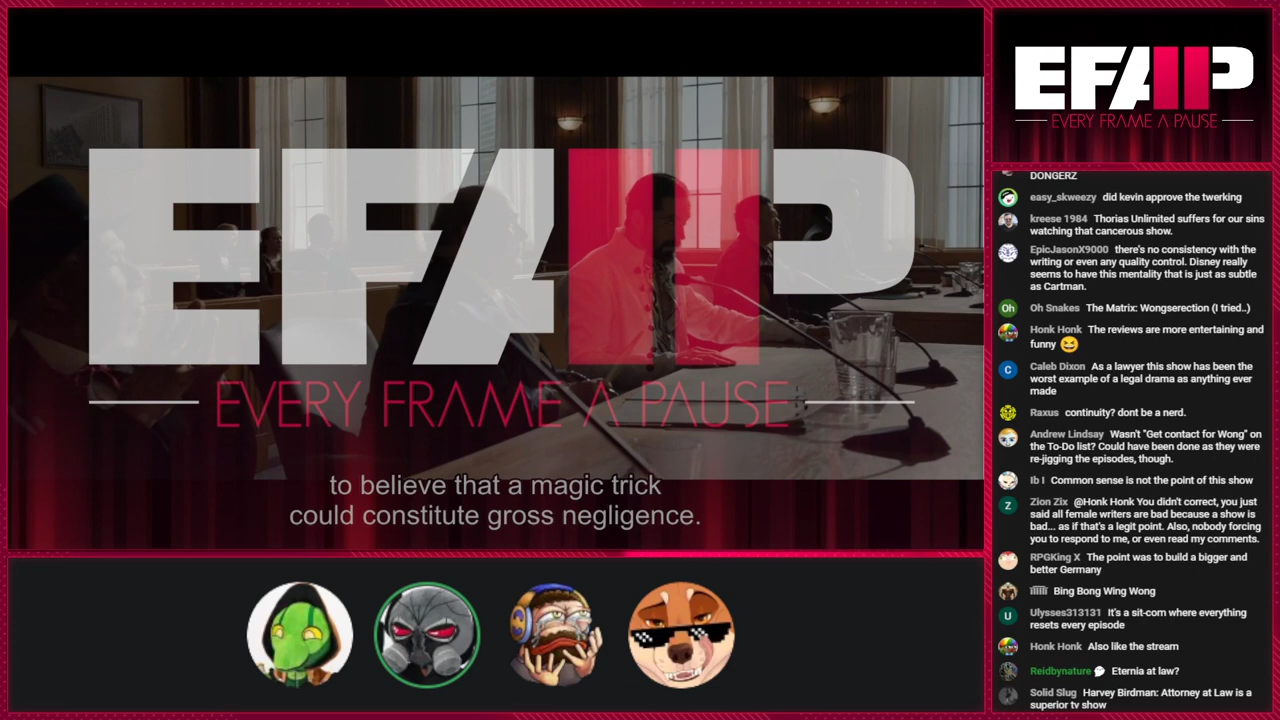 EFAP
EVERY FRAME A PAUSE
to believe that a magic trick
could constitute gross negligence.
EFAP
EVERY FRAME A PAUSE
DONGERZ
easy_skweezy did kevin approve the twerking
kreese 1984 Thorias Unlimited suffers for our sins
watching that cancerous show.
EpicJasonX9000 there's no consistency with the
writing or even any quality control. Disney really
seems to have this mentality that is just as subtle
as Cartman.
Oh
Oh Snakes The Matrix: Wongserection (I tried..)
Honk Honk The reviews are more entertaining and
funny 😆
C
Caleb Dixon As a lawyer this show has been the
worst example of a legal drama as anything ever
made
Raxus continuity? dont be a nerd.
Andrew Lindsay Wasn't "Get contact for Wong" on
the To-Do list? Could have been done as they were
re-jigging the episodes, though.
Ib I Common sense is not the point of this show
Z
Zion Zix @Honk Honk You didn't correct, you just
said all female writers are bad because a show is
bad... as if that's a legit point. Also, nobody forcing
you to respond to me, or even read my comments.
RPGKing X The point was to build a bigger and
better Germany
Bing Bong Wing Wong
U
Ulysses313131 It's a sit-com where everything
resets every episode
Honk Honk Also like the stream
Reidbynature 💬 Eternia at law?
Solid Slug Harvey Birdman: Attorney at Law is a
superior tv show